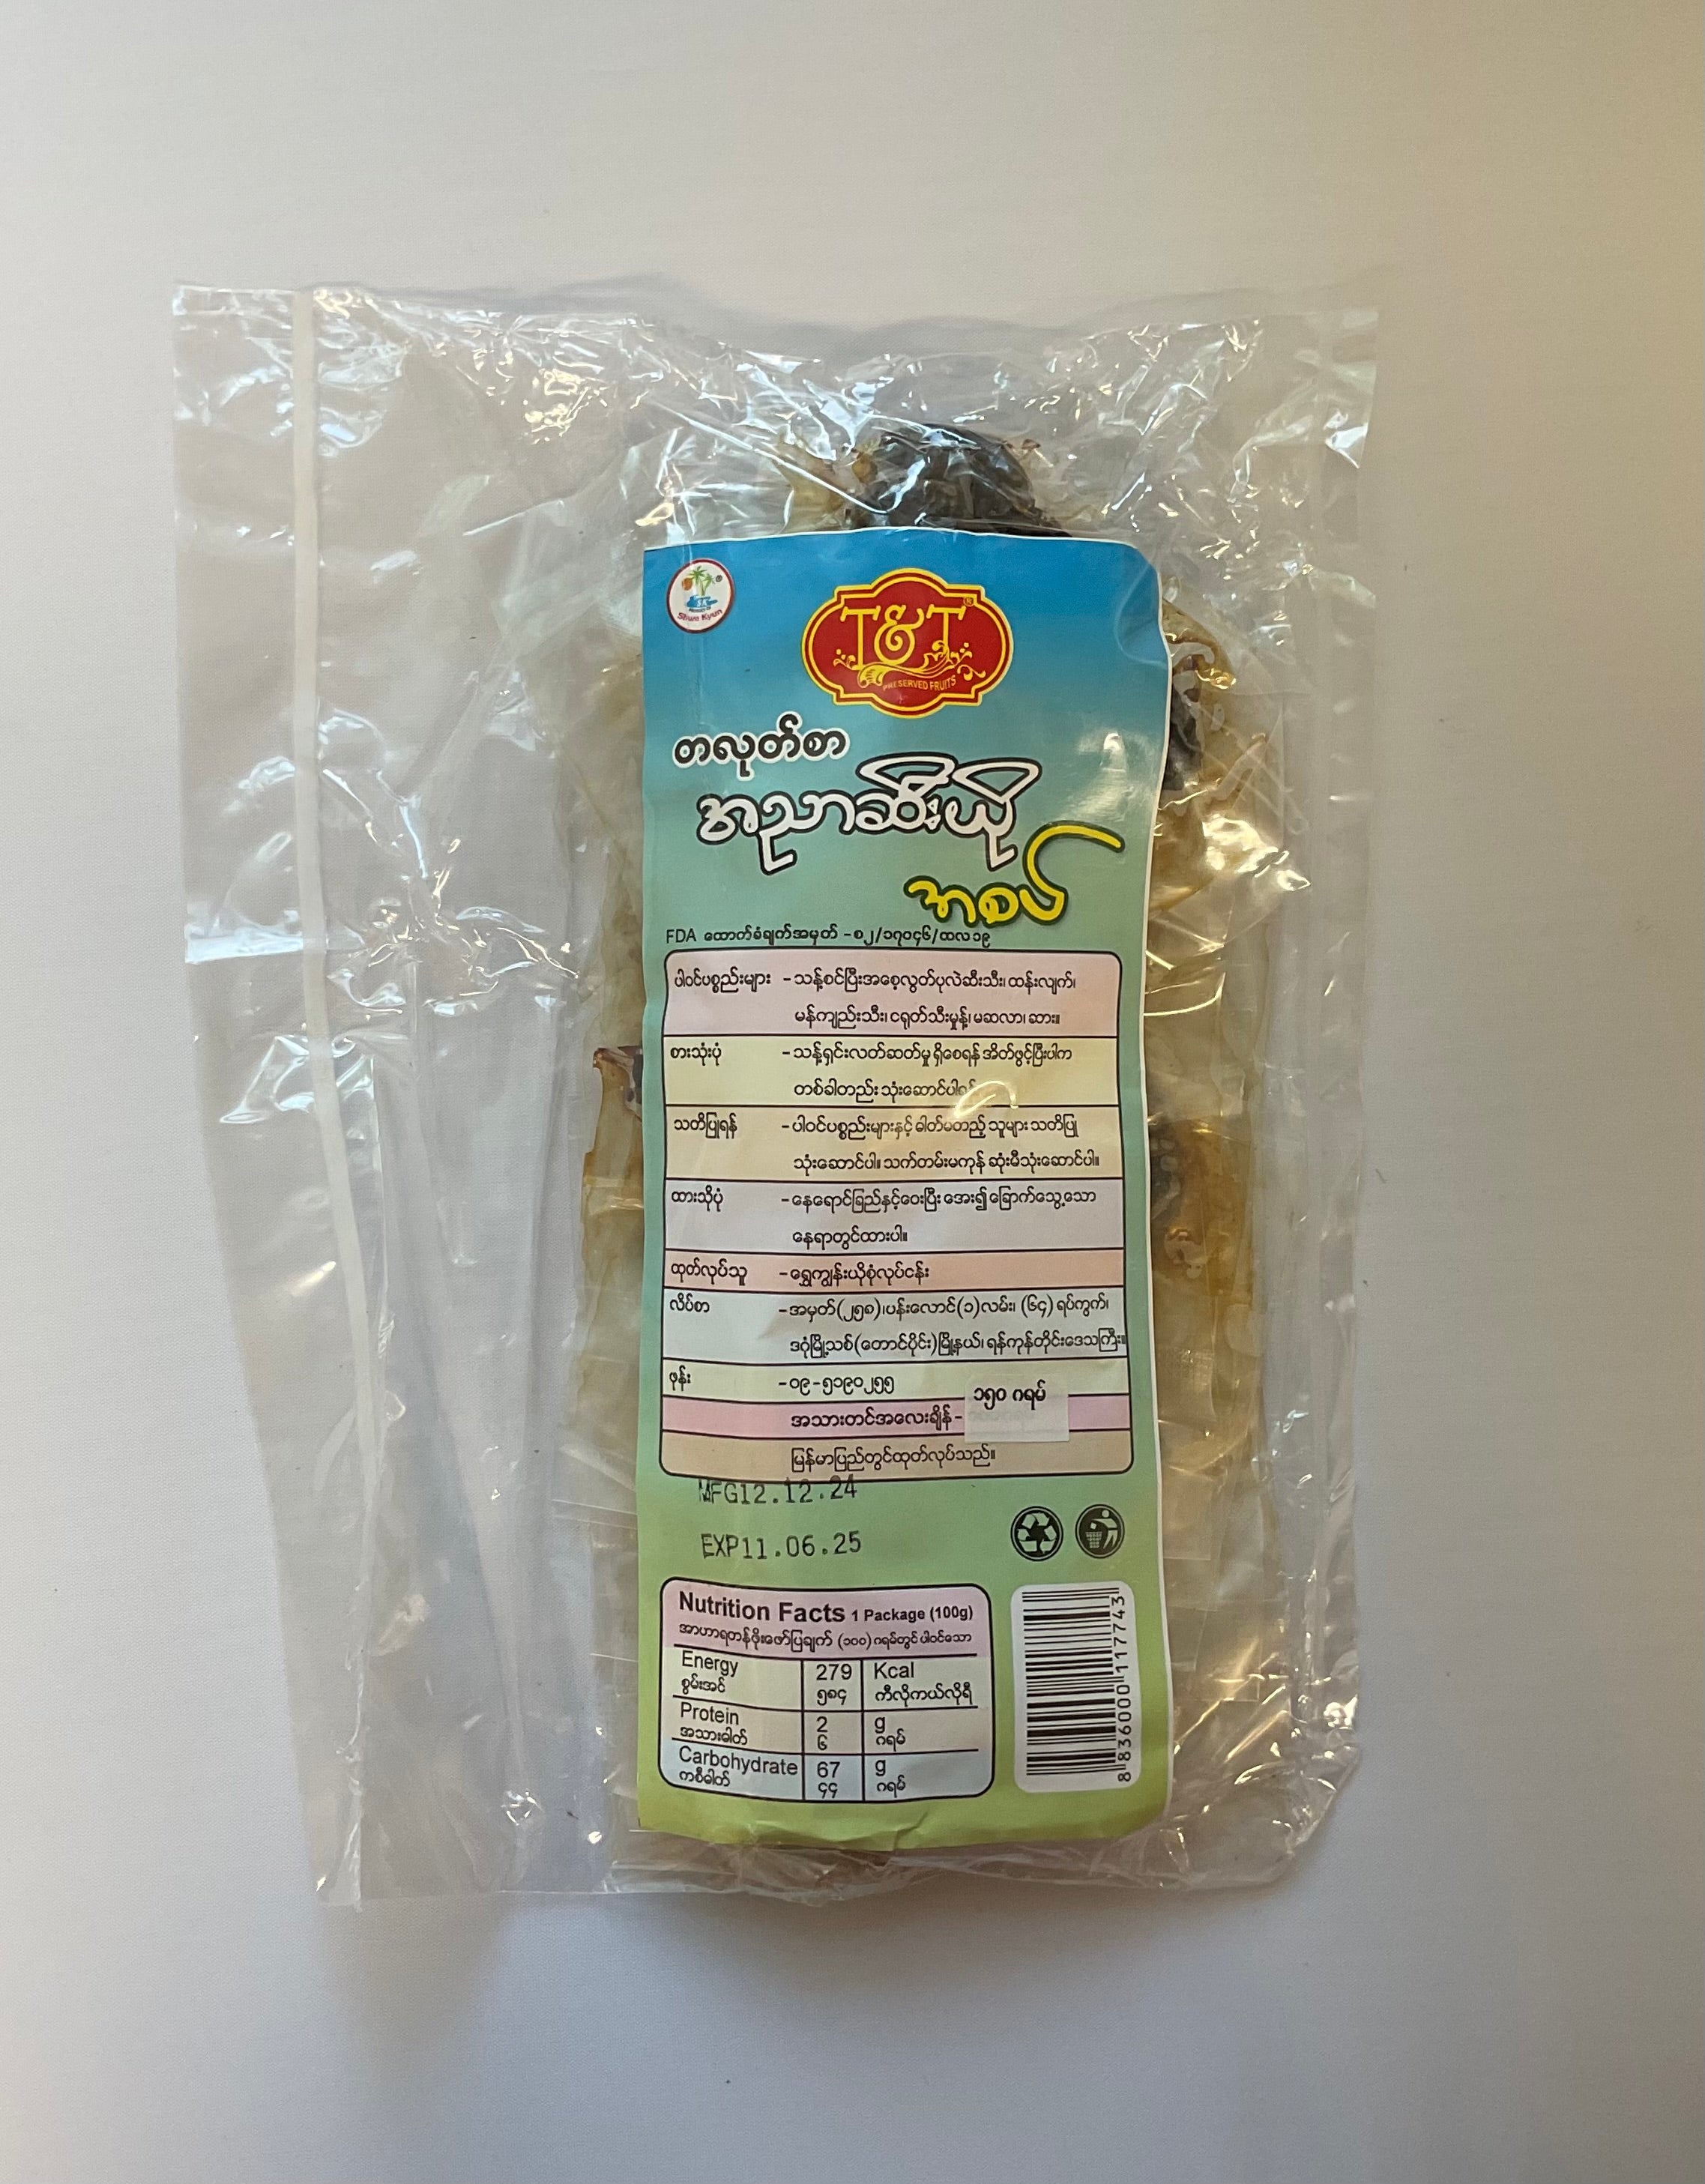 Shwe Kyun
T&T
PRESERVED FRUITS
တလုတ်စာ
အညာဆီးယို
အစပ်
FDA ထောက်ခံချက်အမှတ် -စ၂/၁၇၀၄၆/ထလ၁၉
ပါဝင်ပစ္စည်းများ - သန့်စင်ပြီးအစေ့လွတ်ပုလဲဆီးသီး၊ ထန်းလျက်၊
မန်ကျည်းသီး၊ ငရုတ်သီးမှုန့်၊ မဆလာ၊ ဆား။
စားသုံးပုံ - သန့်ရှင်းလတ်ဆတ်မှု ရှိစေရန် အိတ်ဖွင့်ပြီးပါက
တစ်ခါတည်း သုံးဆောင်ပါရန်
သတိပြုရန် - ပါဝင်ပစ္စည်းများနှင့် ဓါတ်မတည့် သူများ သတိပြု
သုံးဆောင်ပါ။ သက်တမ်းမကုန် ဆုံးမီသုံးဆောင်ပါ။
ထားသိုပုံ - နေရောင်ခြည်နှင့်ဝေးပြီး အေး၍ ခြောက်သွေ့သော
နေရာတွင်ထားပါ။
ထုတ်လုပ်သူ - ရွှေကျွန်းယိုစုံလုပ်ငန်း
လိပ်စာ - အမှတ်(၂၅၈)၊ပန်းလောင်(၁)လမ်း၊ (၆၄) ရပ်ကွက်၊
ဒဂုံမြို့သစ်(တောင်ပိုင်း)မြို့နယ်၊ ရန်ကုန်တိုင်းဒေသကြီး။
ဖုန်း - ၀၉-၅၁၉၀၂၅၅
အသားတင်အလေးချိန် - ၁၅၀ ဂရမ်
မြန်မာပြည်တွင်ထုတ်လုပ်သည်။
MFG12.12.24
EXP11.06.25
Nutrition Facts 1 Package (100g)
အာဟာရတန်ဖိုးဖော်ပြချက် (၁၀၀) ဂရမ်တွင် ပါဝင်သော
Energy 279 Kcal
စွမ်းအင် ၅၈၄ ကီလိုကယ်လိုရီ
Protein 2 g
အသားဓါတ် ၆ ဂရမ်
Carbohydrate 67 g
ကစီဓါတ် ၄၄ ဂရမ်
8836000117743